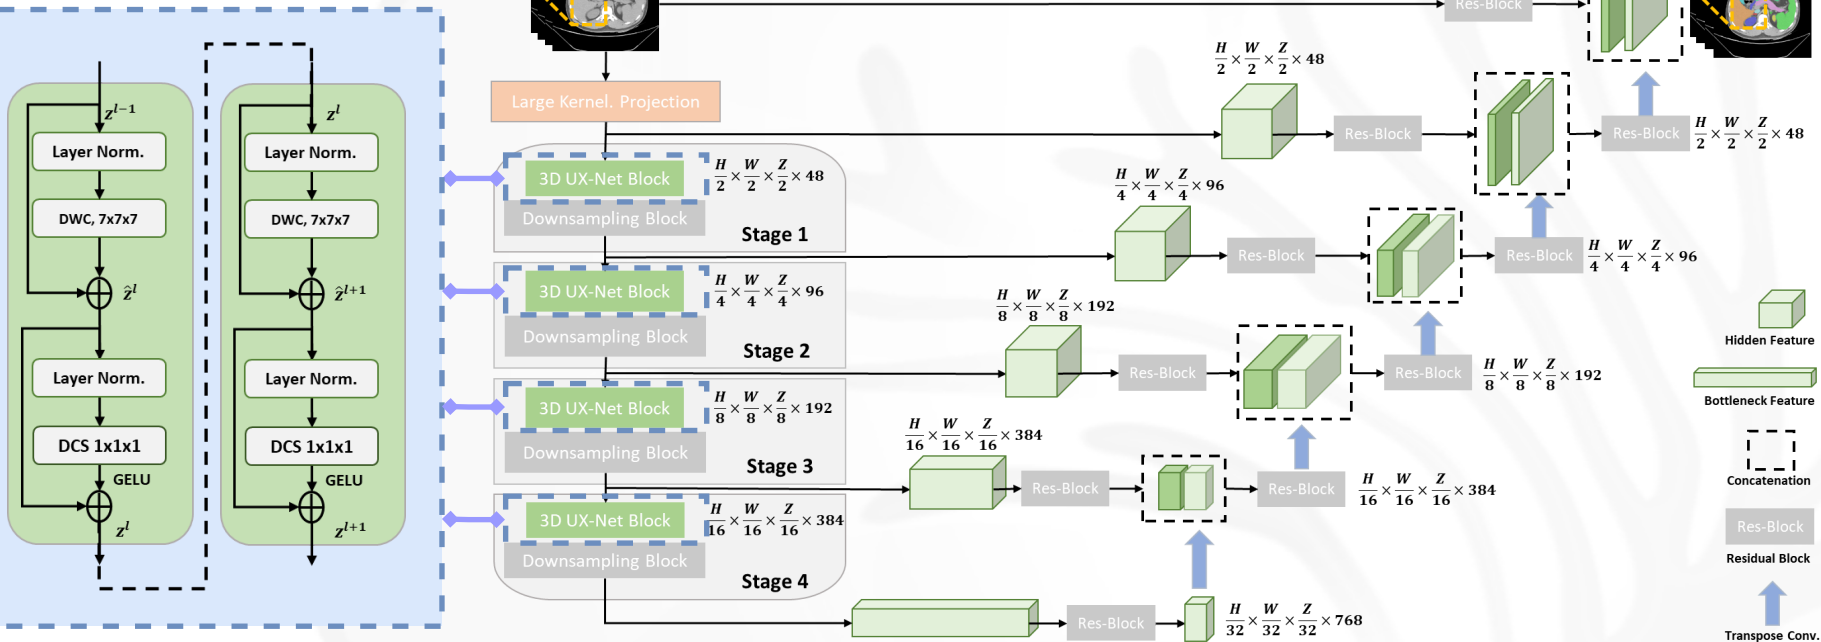 z^{l-1}
Layer Norm.
DWC, 7x7x7
ẑ^l
Layer Norm.
DCS 1x1x1
GELU
z^l
z^l
Layer Norm.
DWC, 7x7x7
ẑ^{l+1}
Layer Norm.
DCS 1x1x1
GELU
z^{l+1}
Large Kernel. Projection
3D UX-Net Block
H/2 × W/2 × Z/2 × 48
Downsampling Block
Stage 1
3D UX-Net Block
H/4 × W/4 × Z/4 × 96
Downsampling Block
Stage 2
3D UX-Net Block
H/8 × W/8 × Z/8 × 192
Downsampling Block
Stage 3
3D UX-Net Block
H/16 × W/16 × Z/16 × 384
Downsampling Block
Stage 4
Res-Block
H/2 × W/2 × Z/2 × 48
Res-Block
Res-Block
H/2 × W/2 × Z/2 × 48
H/4 × W/4 × Z/4 × 96
Res-Block
Res-Block
H/4 × W/4 × Z/4 × 96
H/8 × W/8 × Z/8 × 192
Res-Block
Res-Block
H/8 × W/8 × Z/8 × 192
H/16 × W/16 × Z/16 × 384
Res-Block
Res-Block
H/16 × W/16 × Z/16 × 384
Res-Block
H/32 × W/32 × Z/32 × 768
Hidden Feature
Bottleneck Feature
Concatenation
Res-Block
Residual Block
Transpose Conv.